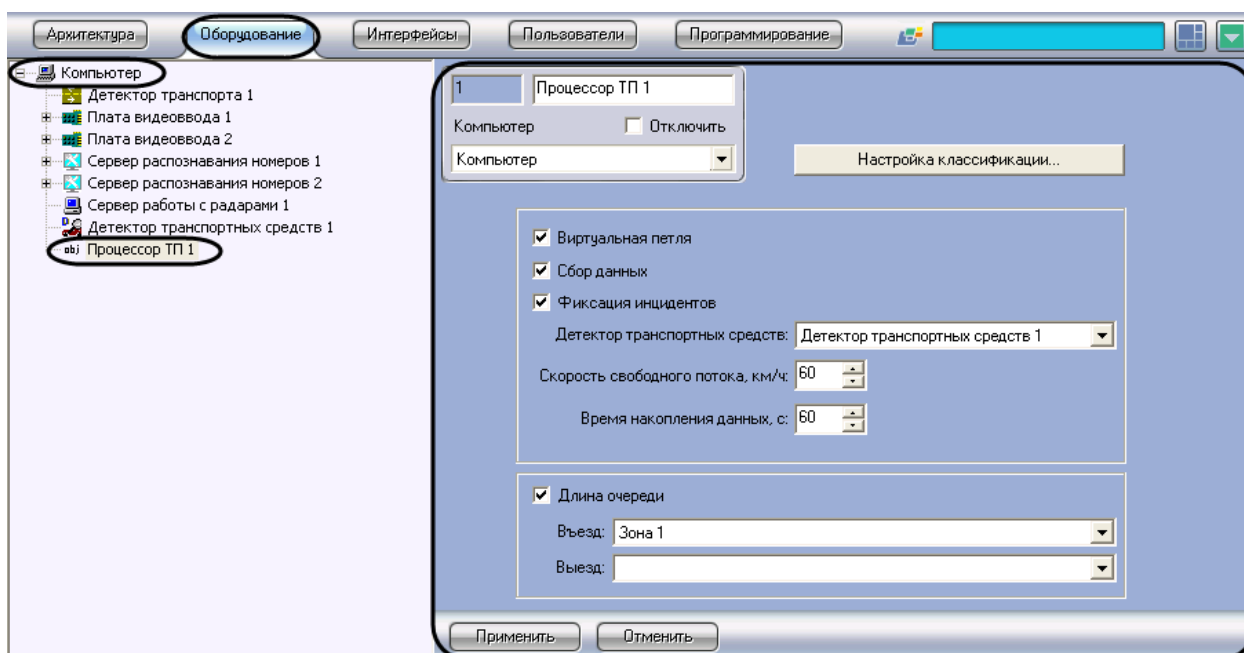 Архитектура Оборудование Интерфейсы Пользователи Программирование
Компьютер
Детектор транспорта 1
Плата видеоввода 1
Плата видеоввода 2
Сервер распознавания номеров 1
Сервер распознавания номеров 2
Сервер работы с радарами 1
Детектор транспортных средств 1
obj Процессор ТП 1
1 Процессор ТП 1
Компьютер Отключить
Компьютер
Настройка классификации...
Виртуальная петля
Сбор данных
Фиксация инцидентов
Детектор транспортных средств: Детектор транспортных средств 1
Скорость свободного потока, км/ч: 60
Время накопления данных, с: 60
Длина очереди
Въезд: Зона 1
Выезд:
Применить Отменить